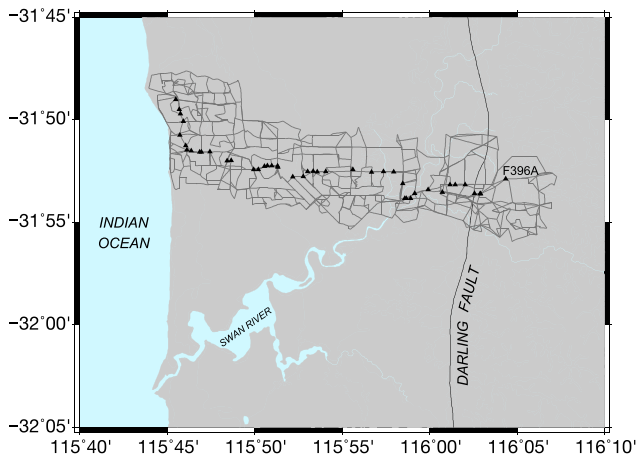 −31˚45'
−31˚50'
−31˚55'
−32˚00'
−32˚05'
F396A
INDIAN
OCEAN
SWAN RIVER
DARLING FAULT
115˚40' 115˚45' 115˚50' 115˚55' 116˚00' 116˚05' 116˚10'